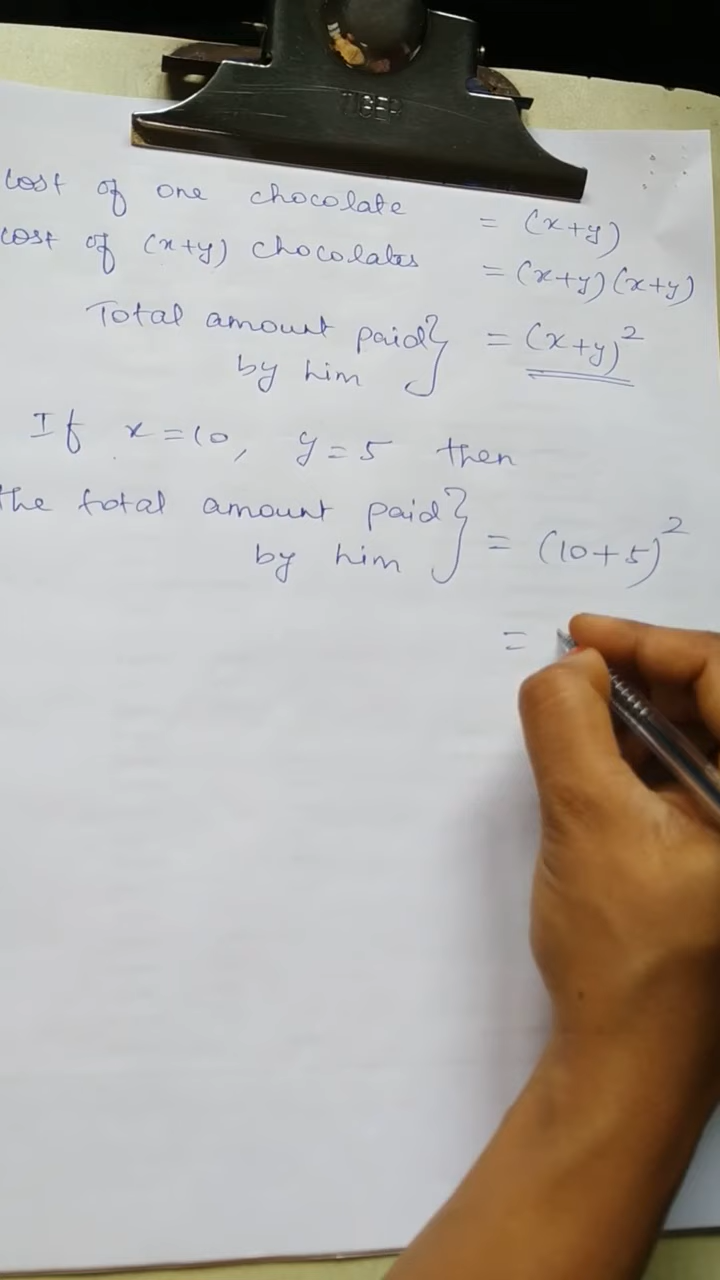 TIGER
cost of one chocolate = (x+y)
cost of (x+y) chocolates = (x+y)(x+y)
Total amount paid } = (x+y)²
by him
If x=10, y=5 then
the total amount paid } = (10+5)²
by him
=